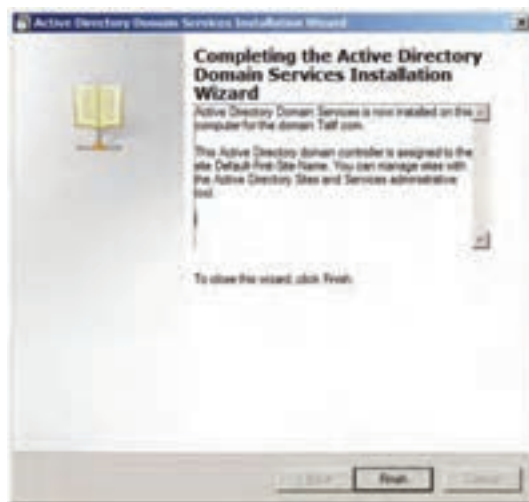 Active Directory Domain Services Installation Wizard
Completing the Active Directory
Domain Services Installation
Wizard
Active Directory Domain Services is now installed on this
computer for the domain
This Active Directory domain controller is assigned to the
site Default-First-Site-Name. You can manage sites with
the Active Directory Sites and Services administrative
tool.
To close this wizard, click Finish.
< Back
Finish
Cancel